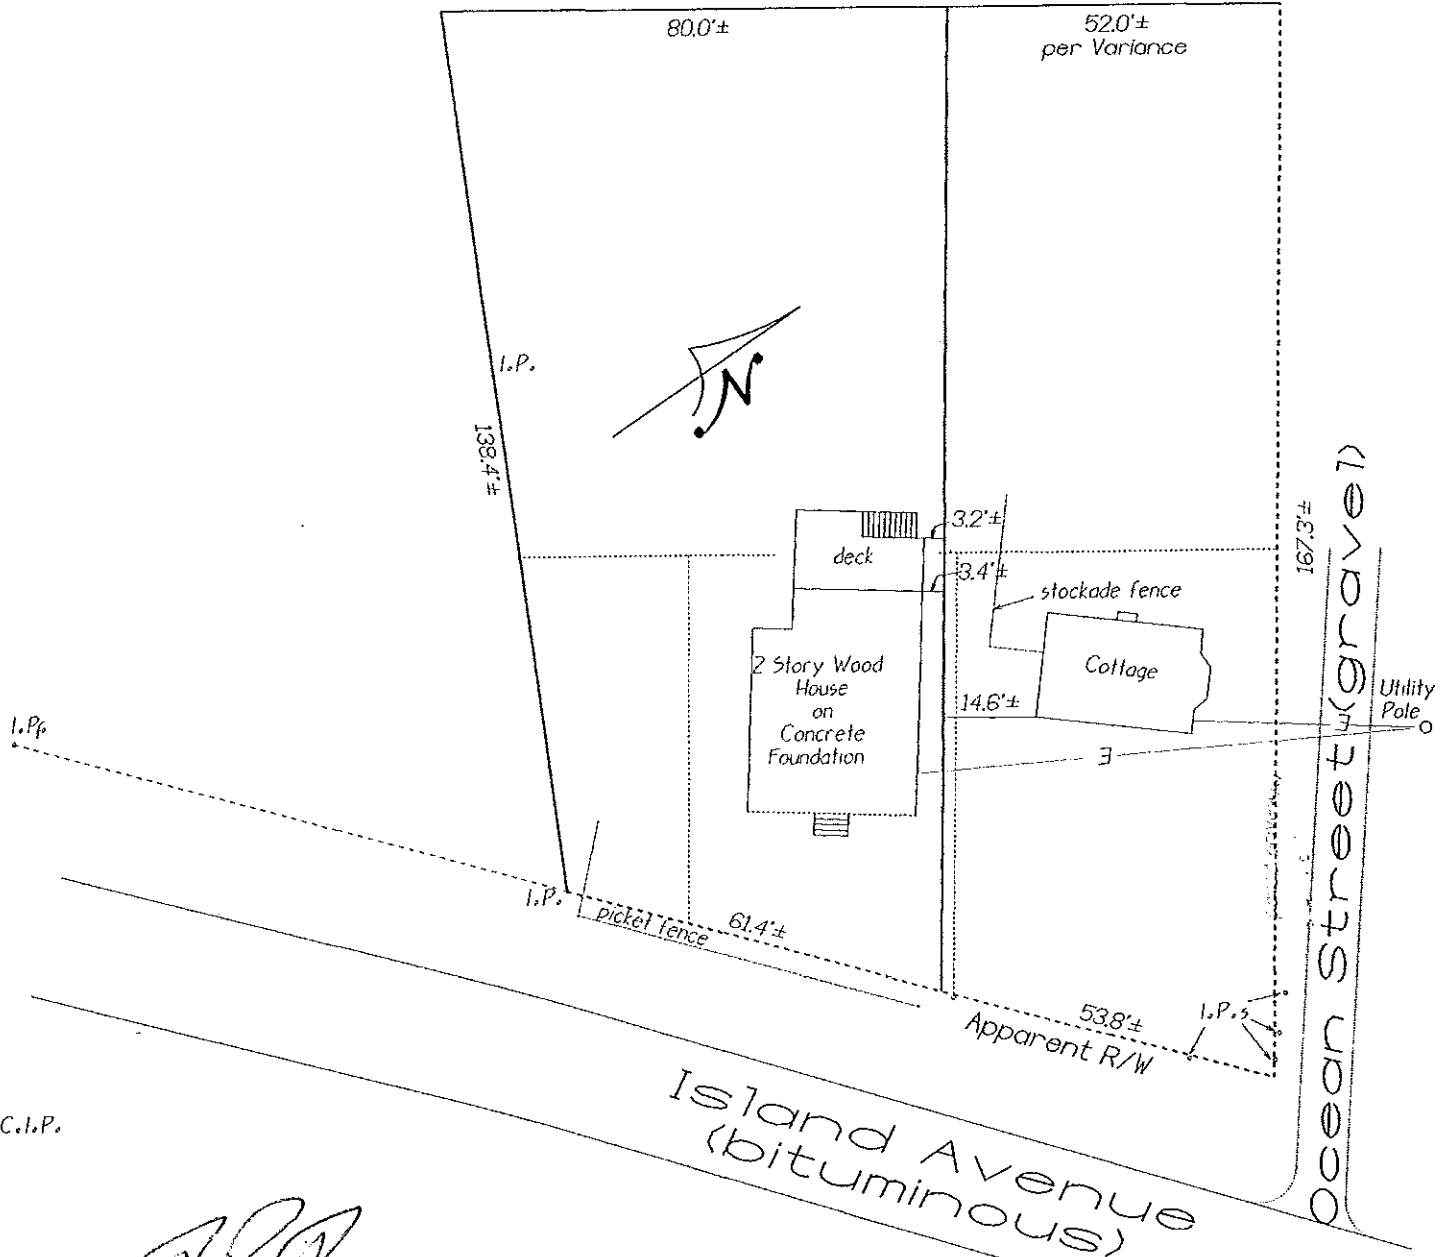 80.0'±
52.0'±
per Variance
I.P.
N
138.4'±
3.2'±
deck
3.4'±
stockade fence
167.3'±
2 Story Wood
House
on
Concrete
Foundation
Cottage
14.6'±
E
E
Utility
Pole
I.Pf.
I.P.
picket fence
61.4'±
53.8'±
I.P.s
Apparent R/W
Island Avenue
(bituminous)
Ocean Street (gravel)
C.I.P.